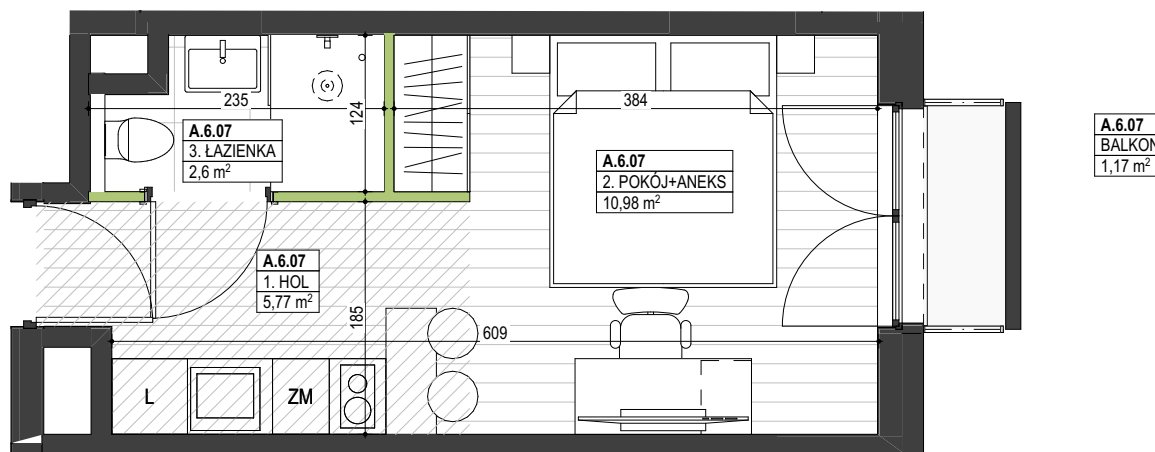 235
124
384
A.6.07
3. ŁAZIENKA
2,6 m²
A.6.07
2. POKÓJ+ANEKS
10,98 m²
A.6.07
BALKON
1,17 m²
A.6.07
1. HOL
5,77 m²
185
609
L
ZM